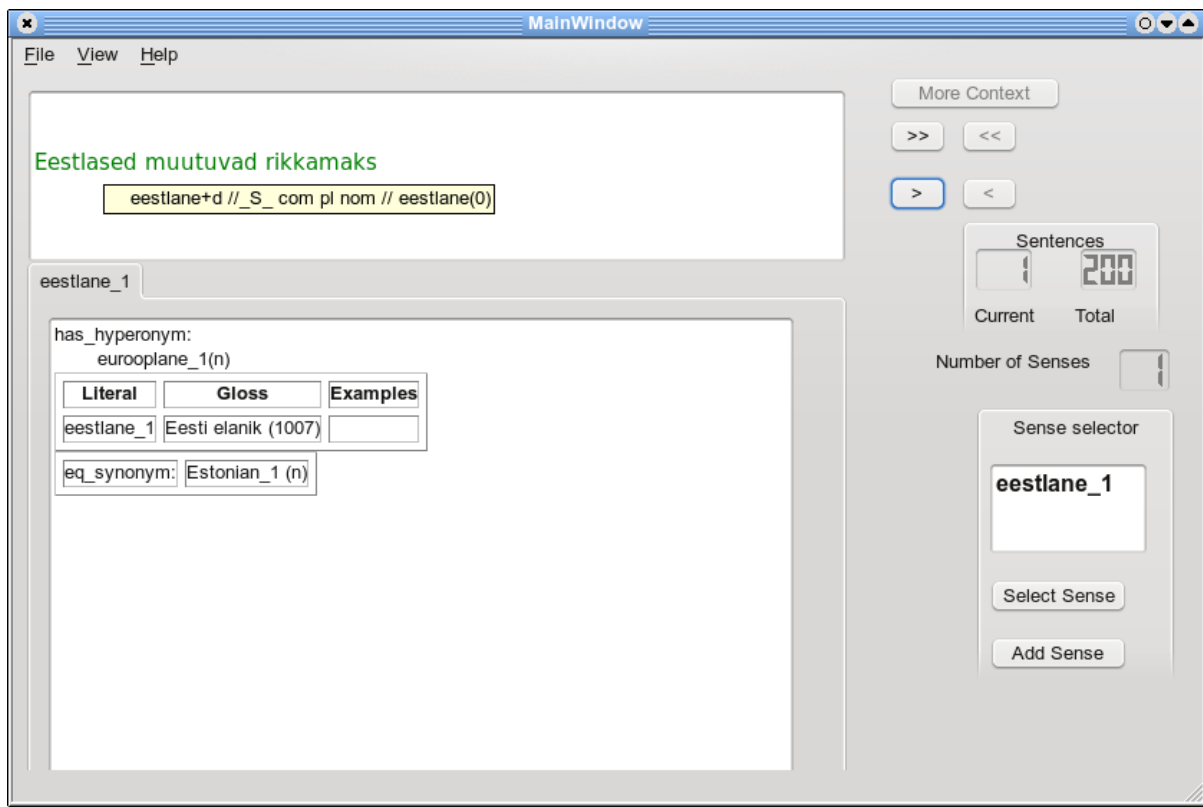 MainWindow
File View Help
More Context
>> <<
Eestlased muutuvad rikkamaks
eestlane+d //_S_ com pl nom // eestlane(0)
> <
Sentences
1 200
Current Total
eestlane_1
has_hyperonym:
eurooplane_1(n)
Literal Gloss Examples
eestlane_1 Eesti elanik (1007)
eq_synonym: Estonian_1 (n)
Number of Senses 1
Sense selector
eestlane_1
Select Sense
Add Sense